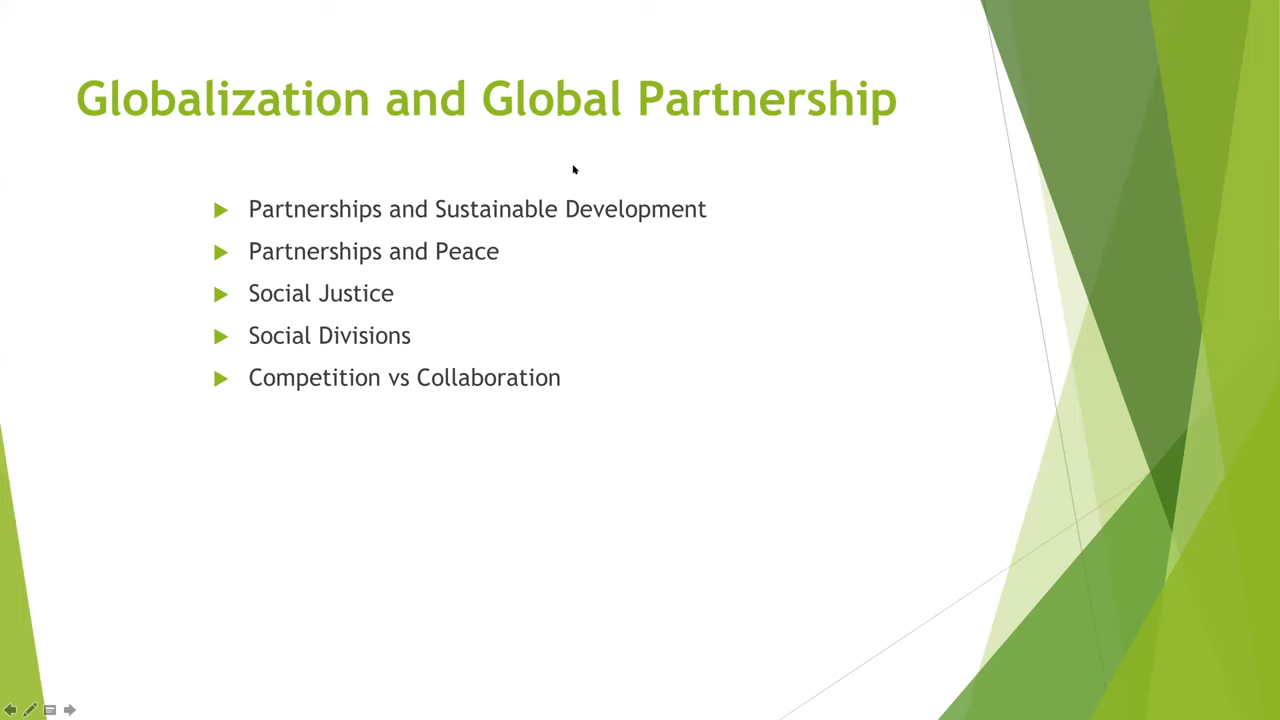 Globalization and Global Partnership
Partnerships and Sustainable Development
Partnerships and Peace
Social Justice
Social Divisions
Competition vs Collaboration